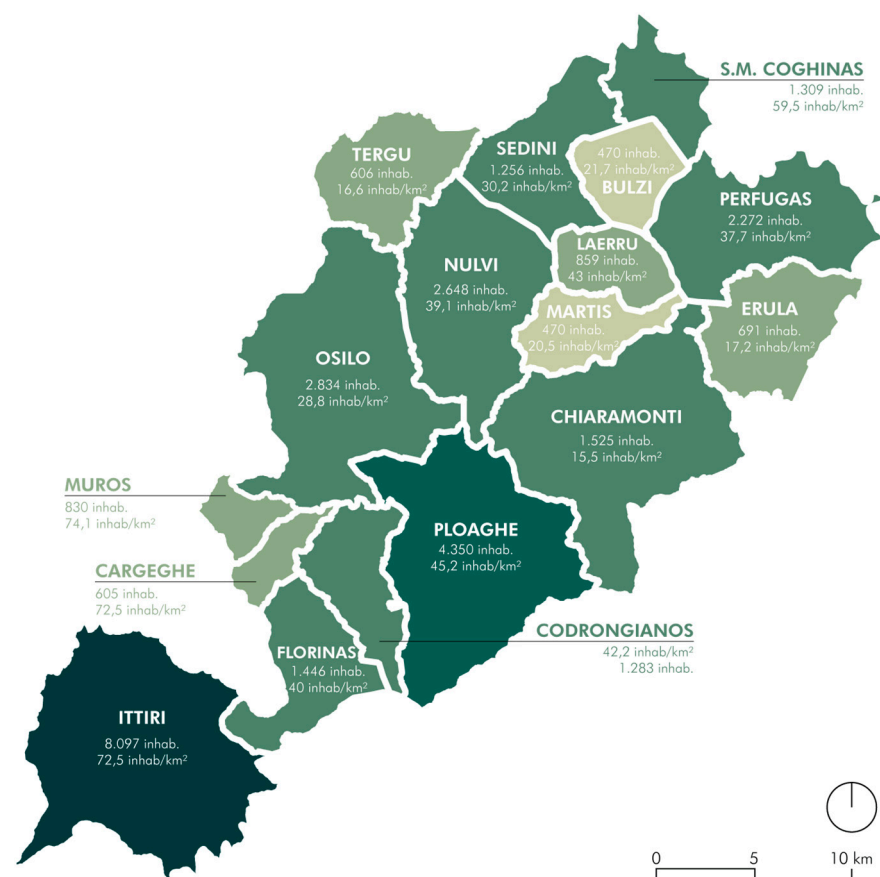 S.M. COGHINAS
1.309 inhab.
59,5 inhab/km²
TERGU
606 inhab.
16,6 inhab/km²
SEDINI
1.256 inhab.
30,2 inhab/km²
470 inhab.
21,7 inhab/km²
BULZI
PERFUGAS
2.272 inhab.
37,7 inhab/km²
LAERRU
859 inhab.
43 inhab/km²
NULVI
2.648 inhab.
39,1 inhab/km²
MARTIS
470 inhab.
20,5 inhab/km²
ERULA
691 inhab.
17,2 inhab/km²
OSILO
2.834 inhab.
28,8 inhab/km²
CHIARAMONTI
1.525 inhab.
15,5 inhab/km²
MUROS
830 inhab.
74,1 inhab/km²
PLOAGHE
4.350 inhab.
45,2 inhab/km²
CARGEGHE
605 inhab.
72,5 inhab/km²
CODRONGIANOS
42,2 inhab/km²
1.283 inhab.
FLORINAS
1.446 inhab.
40 inhab/km²
ITTIRI
8.097 inhab.
72,5 inhab/km²
0 5 10 km